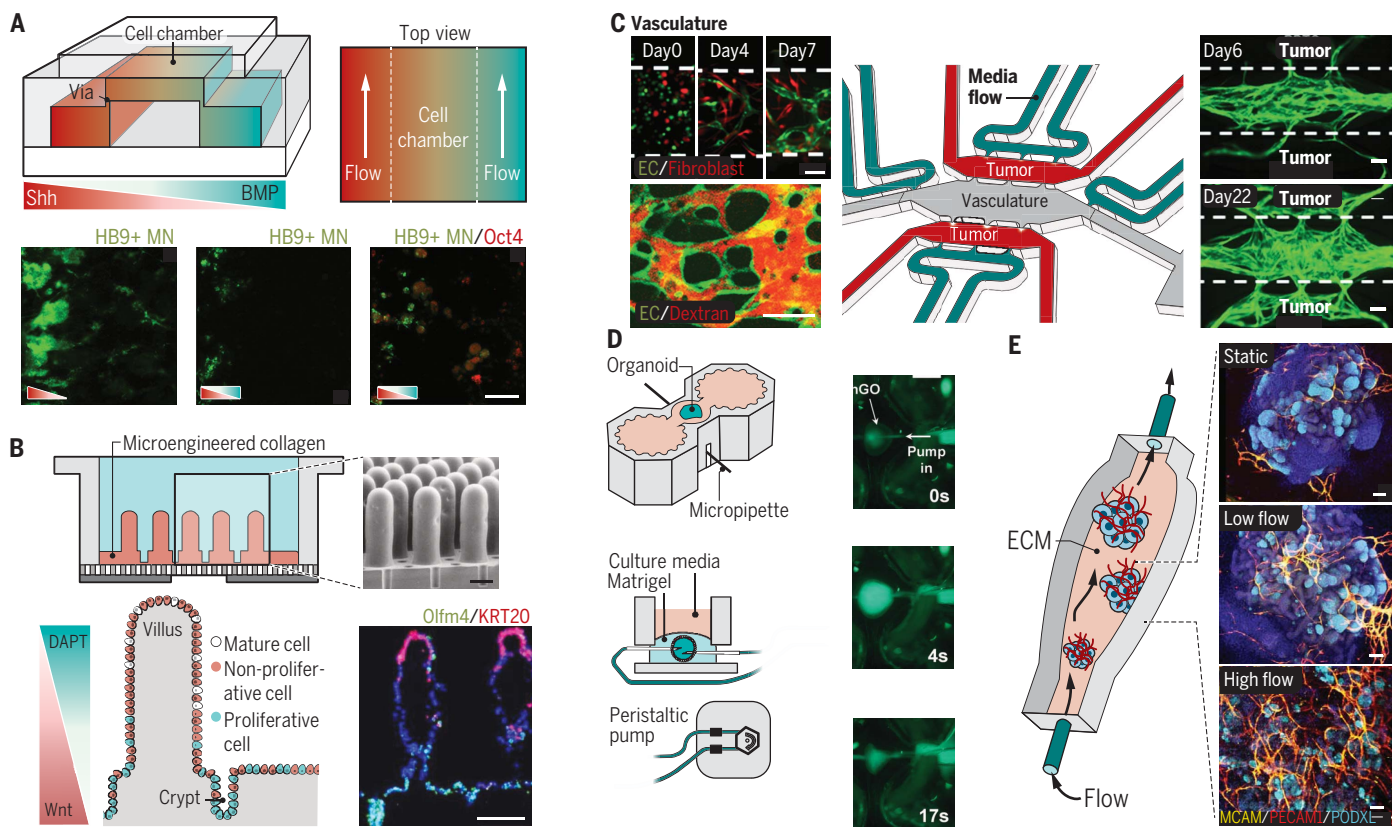 A
Cell chamber
Via
Shh
BMP
Top view
Cell
chamber
Flow
Flow
HB9+ MN
HB9+ MN
HB9+ MN/Oct4
B
Microengineered collagen
DAPT
Wnt
Villus
Mature cell
Non-prolifer-
ative cell
Proliferative
cell
Crypt
Olfm4/KRT20
C Vasculature
Day0
Day4
Day7
EC/Fibroblast
EC/Dextran
Media
flow
Tumor
Vasculature
Tumor
Day6
Tumor
Tumor
Day22
Tumor
Tumor
D
Organoid
Micropipette
Culture media
Matrigel
Peristaltic
pump
hGO
Pump
in
0s
4s
17s
E
ECM
Flow
Static
Low flow
High flow
MCAM/PECAM1/PODXL